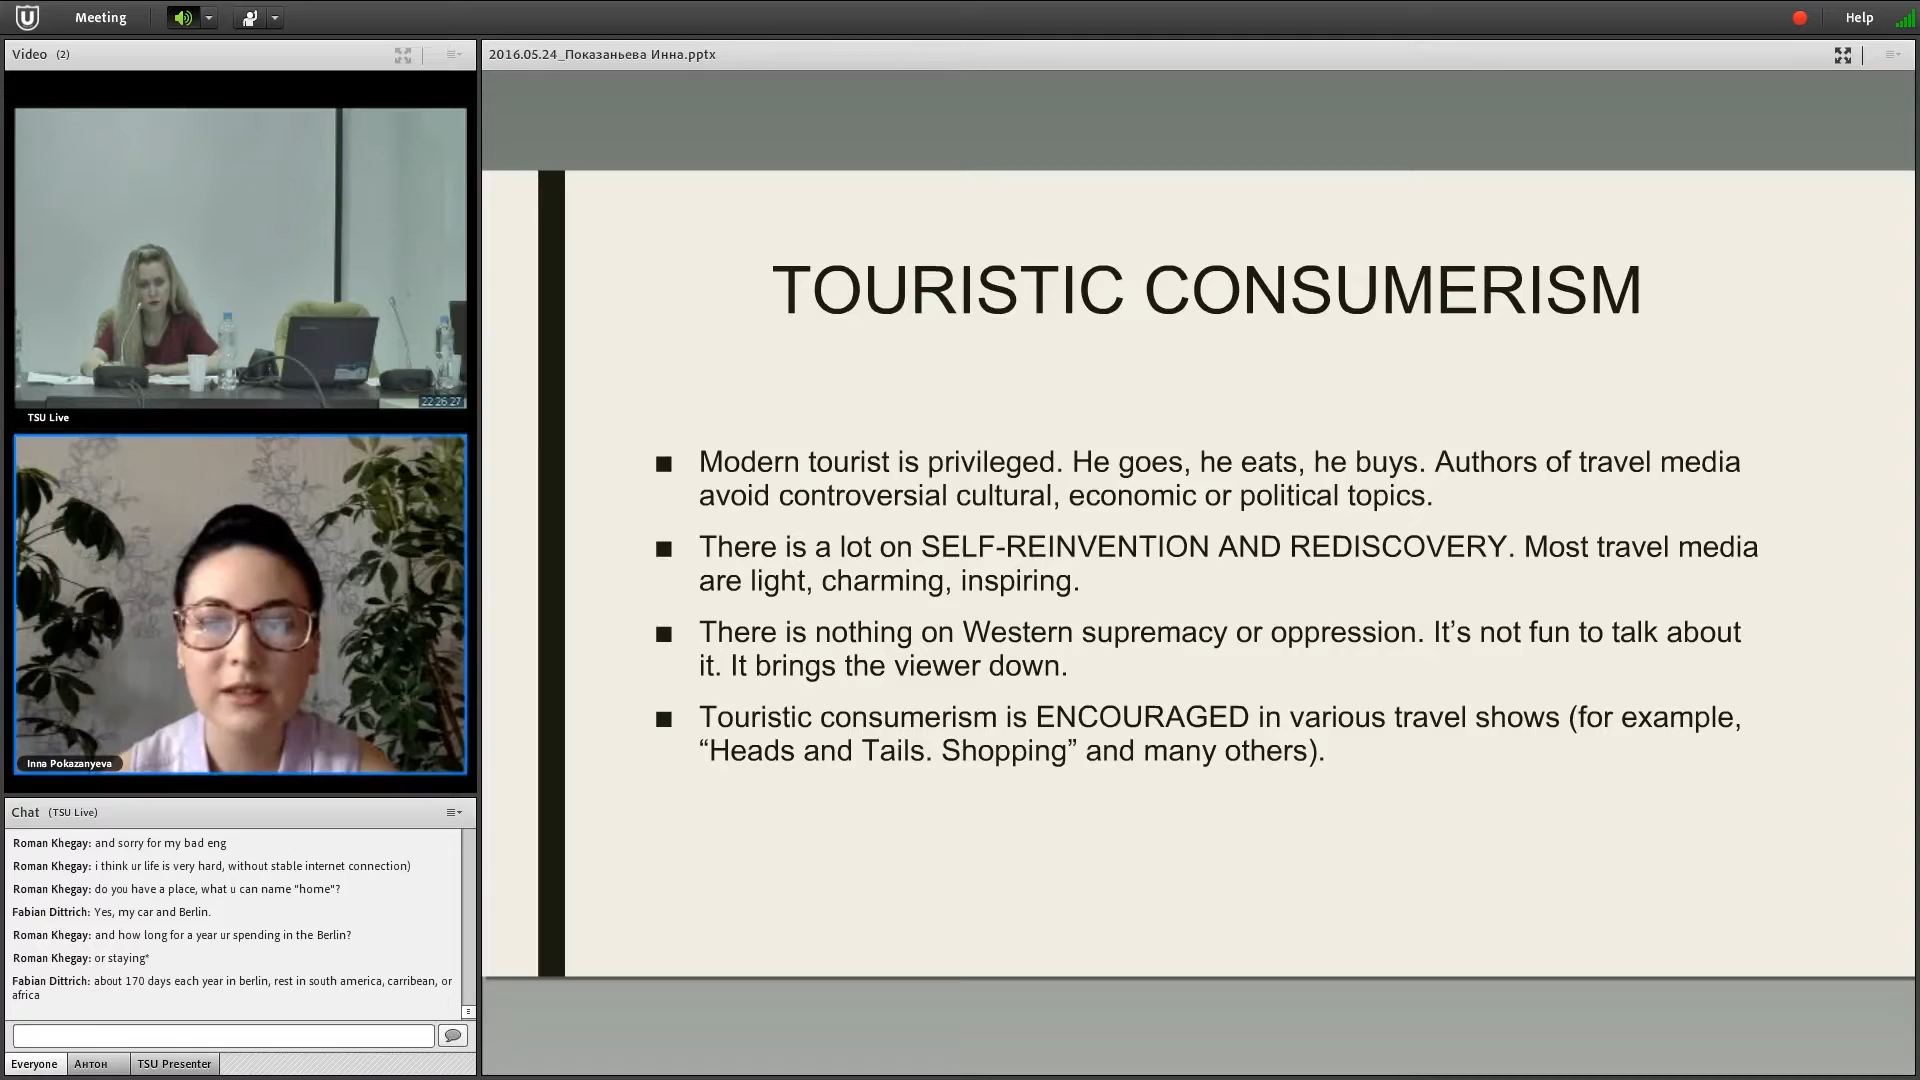 Meeting
Help
Video (2)
2016.05.24_Показаньева Инна.pptx
22:26:27
TSU Live
Inna Pokazanyeva
TOURISTIC CONSUMERISM
■ Modern tourist is privileged. He goes, he eats, he buys. Authors of travel media
avoid controversial cultural, economic or political topics.
■ There is a lot on SELF-REINVENTION AND REDISCOVERY. Most travel media
are light, charming, inspiring.
■ There is nothing on Western supremacy or oppression. It’s not fun to talk about
it. It brings the viewer down.
■ Touristic consumerism is ENCOURAGED in various travel shows (for example,
“Heads and Tails. Shopping” and many others).
Chat (TSU Live)
Roman Khegay: and sorry for my bad eng
Roman Khegay: i think ur life is very hard, without stable internet connection)
Roman Khegay: do you have a place, what u can name "home"?
Fabian Dittrich: Yes, my car and Berlin.
Roman Khegay: and how long for a year ur spending in the Berlin?
Roman Khegay: or staying*
Fabian Dittrich: about 170 days each year in berlin, rest in south america, carribean, or
africa
Everyone
Антон
TSU Presenter